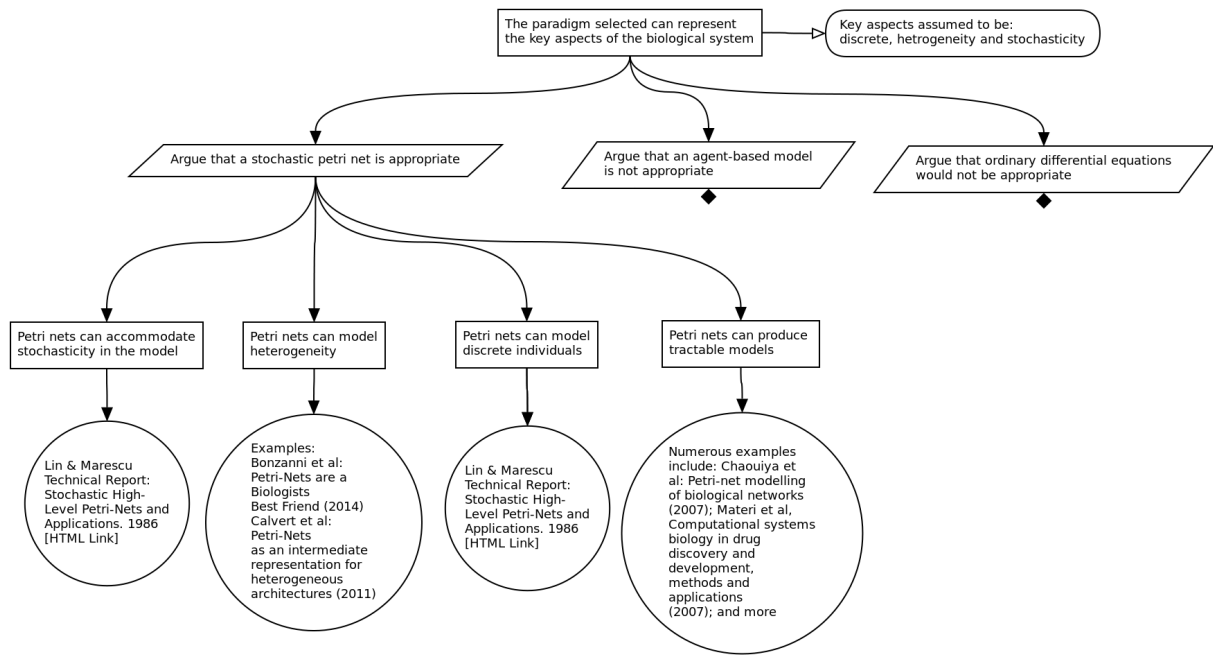 The paradigm selected can represent
the key aspects of the biological system
Key aspects assumed to be:
discrete, hetrogeneity and stochasticity
Argue that a stochastic petri net is appropriate
Argue that an agent-based model
is not appropriate
Argue that ordinary differential equations
would not be appropriate
Petri nets can accommodate
stochasticity in the model
Petri nets can model
heterogeneity
Petri nets can model
discrete individuals
Petri nets can produce
tractable models
Lin & Marescu
Technical Report:
Stochastic High-
Level Petri-Nets and
Applications. 1986
[HTML Link]
Examples:
Bonzanni et al:
Petri-Nets are a
Biologists
Best Friend (2014)
Calvert et al:
Petri-Nets
as an intermediate
representation for
heterogeneous
architectures (2011)
Lin & Marescu
Technical Report:
Stochastic High-
Level Petri-Nets and
Applications. 1986
[HTML Link]
Numerous examples
include: Chaouiya et
al: Petri-net modelling
of biological networks
(2007); Materi et al,
Computational systems
biology in drug
discovery and
development,
methods and
applications
(2007); and more